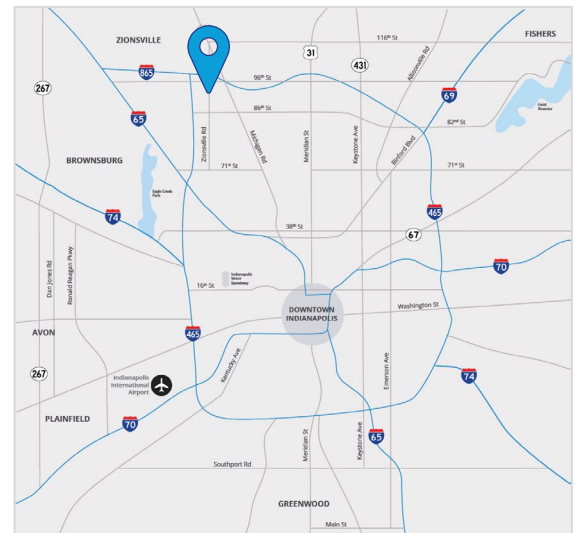 ZIONSVILLE
116th St
FISHERS
31
431
Allisonville Rd
865
96th St
267
69
65
86th St
82nd St
Geist
Reservoir
Zionsville Rd
Michigan Rd
Meridian St
Keystone Ave
Binford Blvd
BROWNSBURG
71st St
71st St
Eagle Creek
Park
74
465
38th St
67
70
Dan Jones Rd
Ronald Reagan Pkwy
Indianapolis
Motor
Speedway
16th St
DOWNTOWN
INDIANAPOLIS
Washington St
AVON
465
Kentucky Ave
Emerson Ave
267
Indianapolis
International
Airport
74
PLAINFIELD
70
Meridian St
Keystone Ave
65
Southport Rd
GREENWOOD
Main St